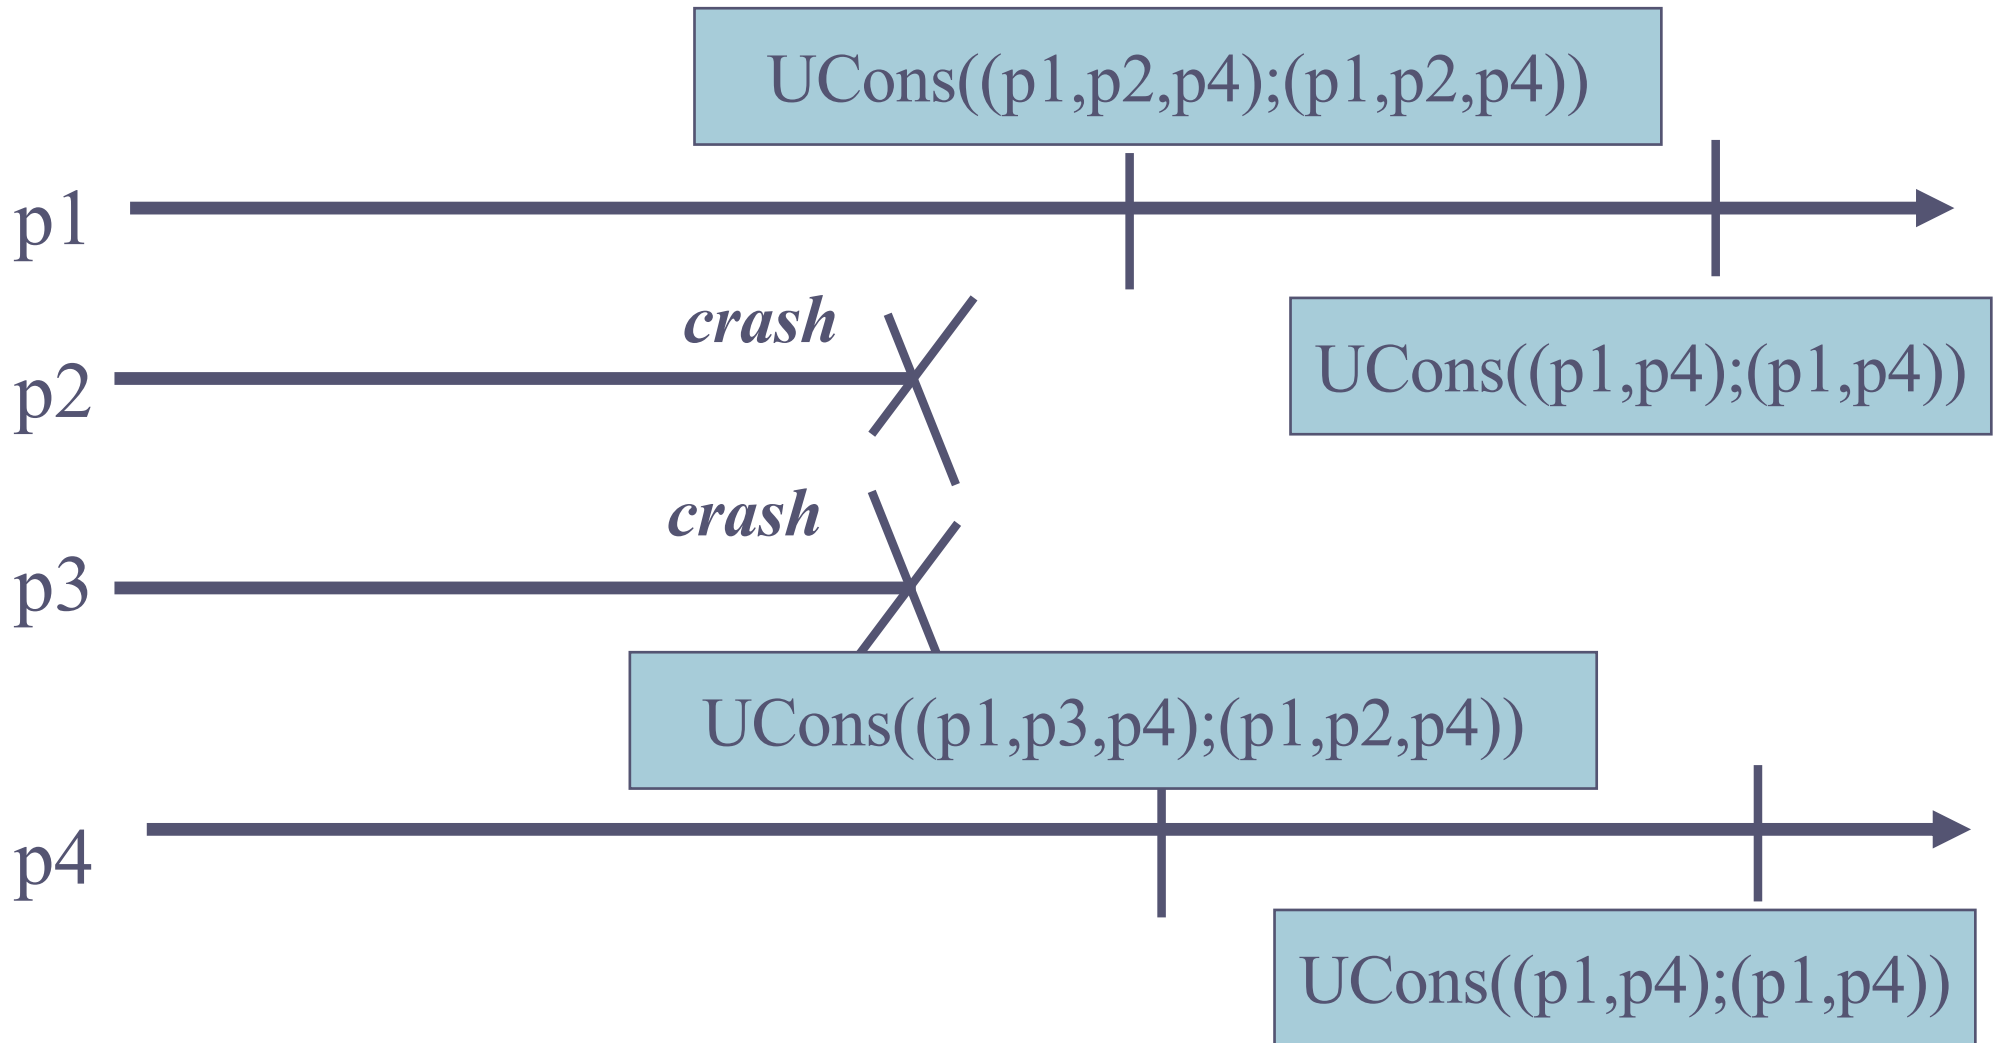 UCons((p1,p2,p4);(p1,p2,p4))
p1
crash
UCons((p1,p4);(p1,p4))
p2
crash
p3
UCons((p1,p3,p4);(p1,p2,p4))
p4
UCons((p1,p4);(p1,p4))